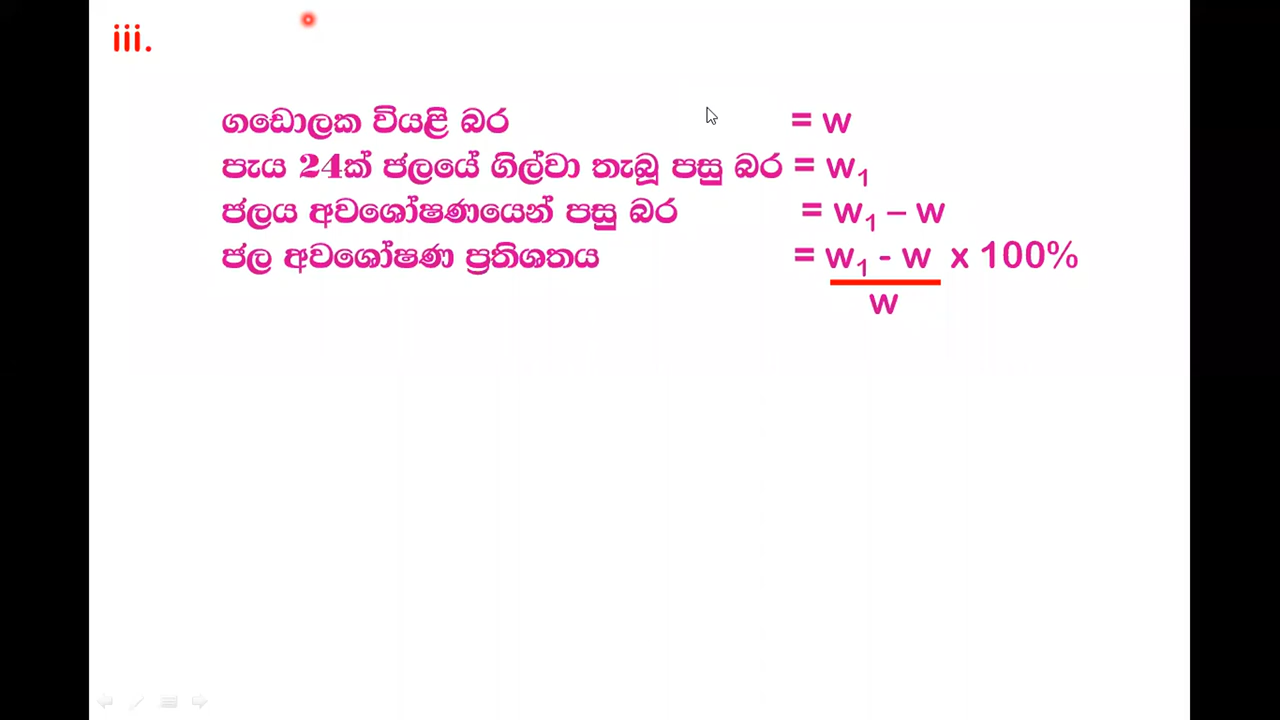 iii.
ගඩොලක වියළි බර = w
පැය 24ක් ජලයේ ගිල්වා තැබූ පසු බර = w₁
ජලය අවශෝෂණයෙන් පසු බර = w₁ – w
ජල අවශෝෂණ ප්‍රතිශතය = w₁ - w x 100%
w